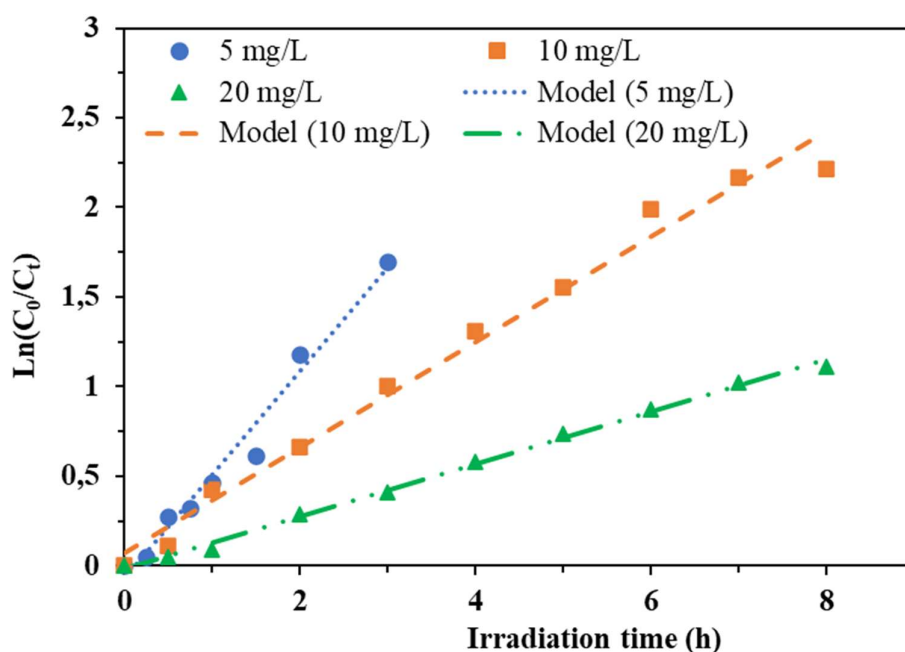 3
2,5
2
1,5
1
0,5
0
Ln(C₀/Cₜ)
5 mg/L
10 mg/L
20 mg/L
Model (5 mg/L)
Model (10 mg/L)
Model (20 mg/L)
0
2
4
6
8
Irradiation time (h)